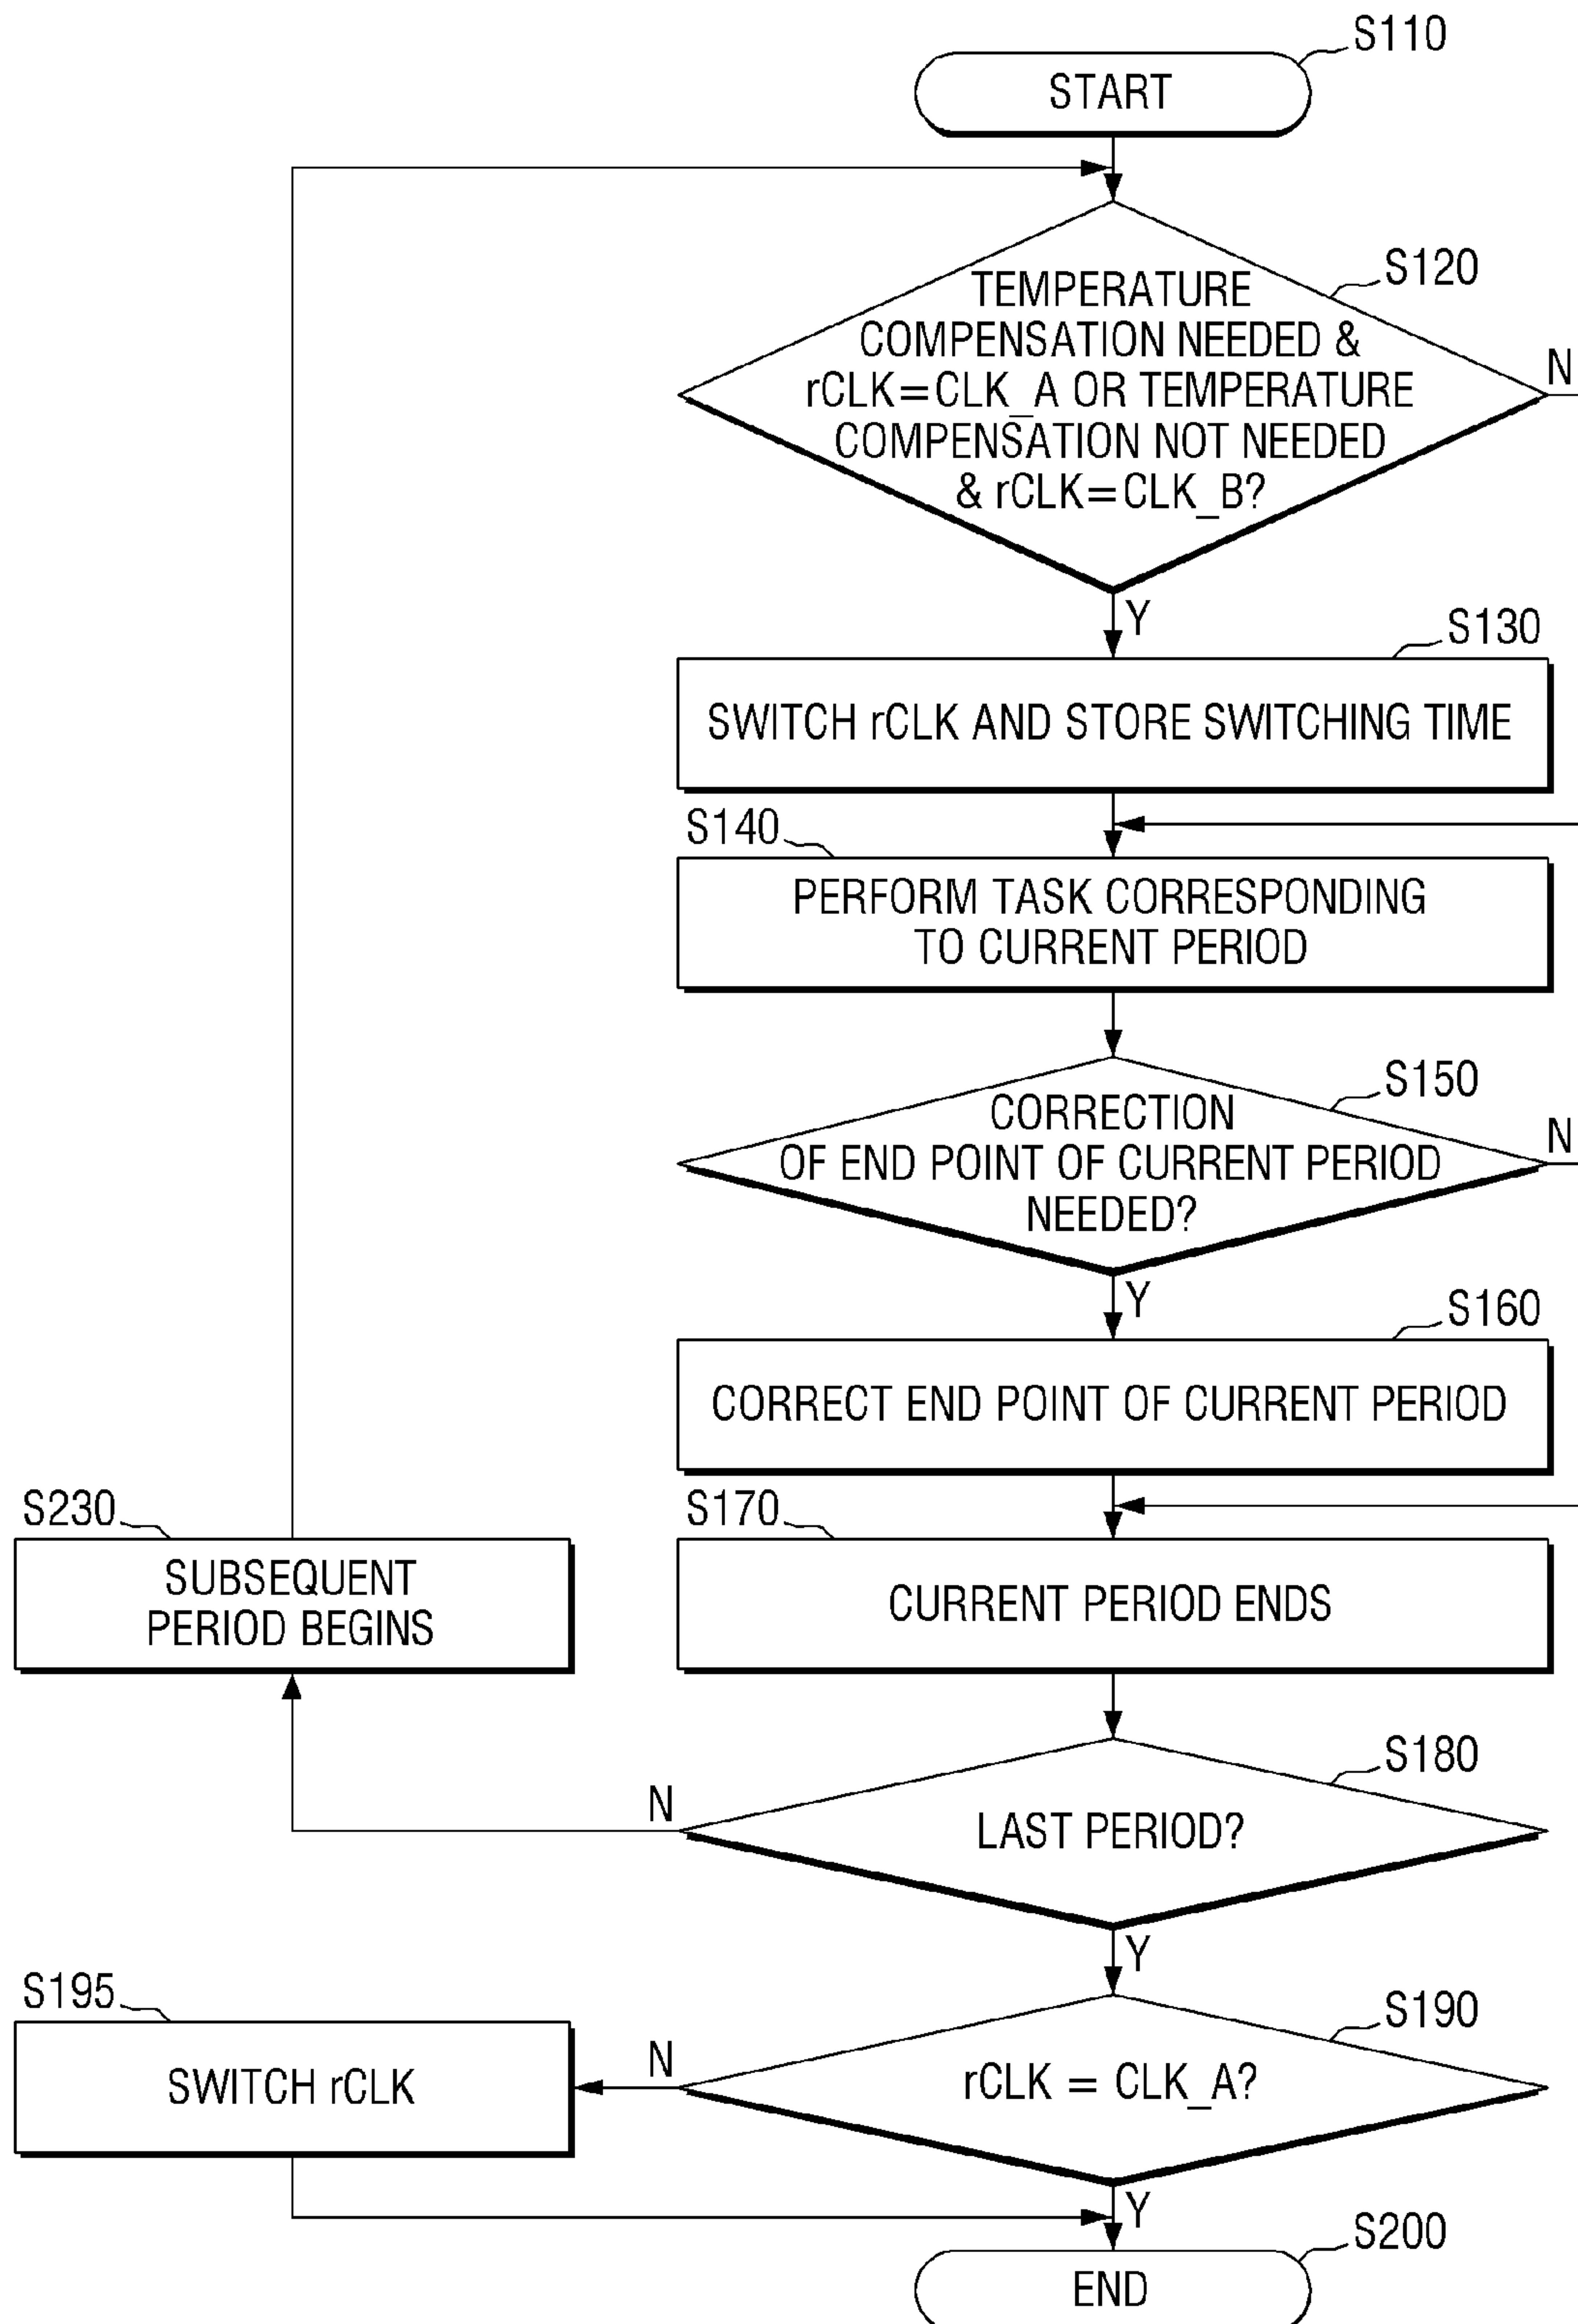 S110
START
S120
TEMPERATURE
COMPENSATION NEEDED &
rCLK=CLK_A OR TEMPERATURE
COMPENSATION NOT NEEDED
& rCLK=CLK_B?
N
Y
S130
SWITCH rCLK AND STORE SWITCHING TIME
S140
PERFORM TASK CORRESPONDING
TO CURRENT PERIOD
S150
CORRECTION
OF END POINT OF CURRENT PERIOD
NEEDED?
N
Y
S160
CORRECT END POINT OF CURRENT PERIOD
S230
SUBSEQUENT
PERIOD BEGINS
S170
CURRENT PERIOD ENDS
S180
LAST PERIOD?
N
Y
S195
SWITCH rCLK
S190
rCLK = CLK_A?
N
Y
S200
END